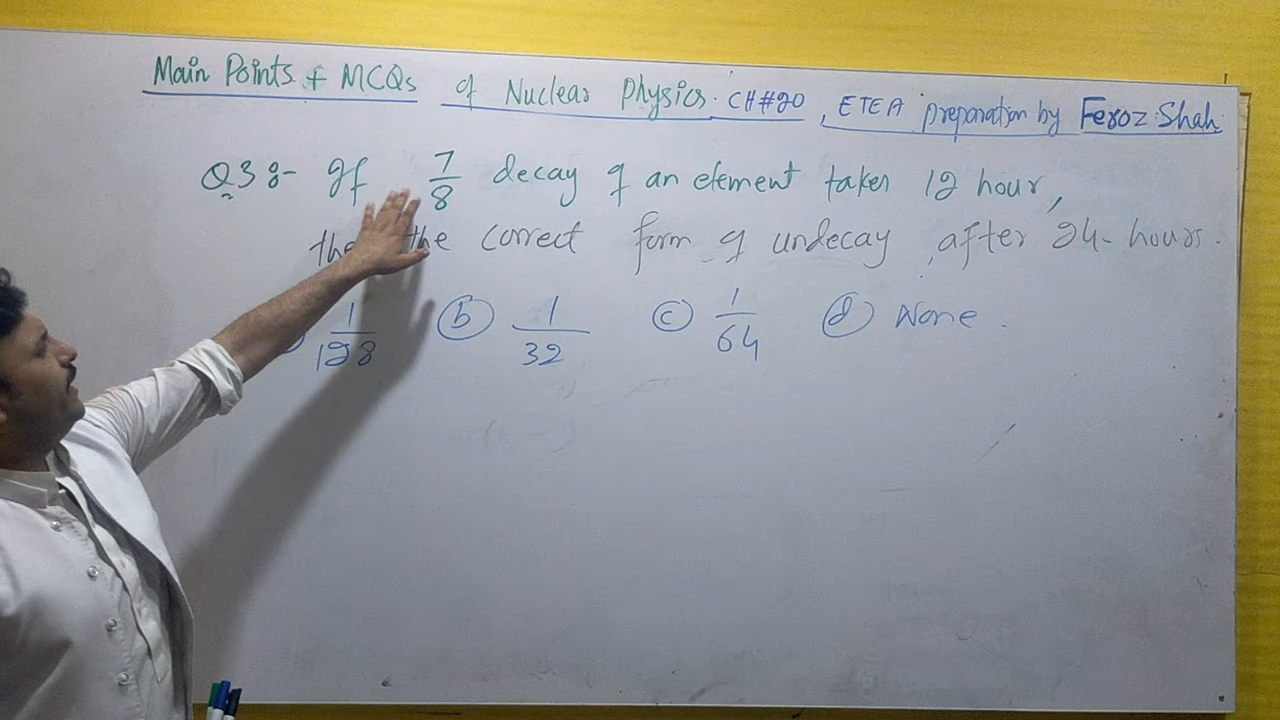 Main Points + MCQs of Nuclear Physics. CH#20, ETEA preparation by Feroz Shah
Q3:- If 7/8 decay of an element takes 12 hour,
the correct form of undecay, after 24 hours.
1/128 (b) 1/32 (c) 1/64 (d) None.